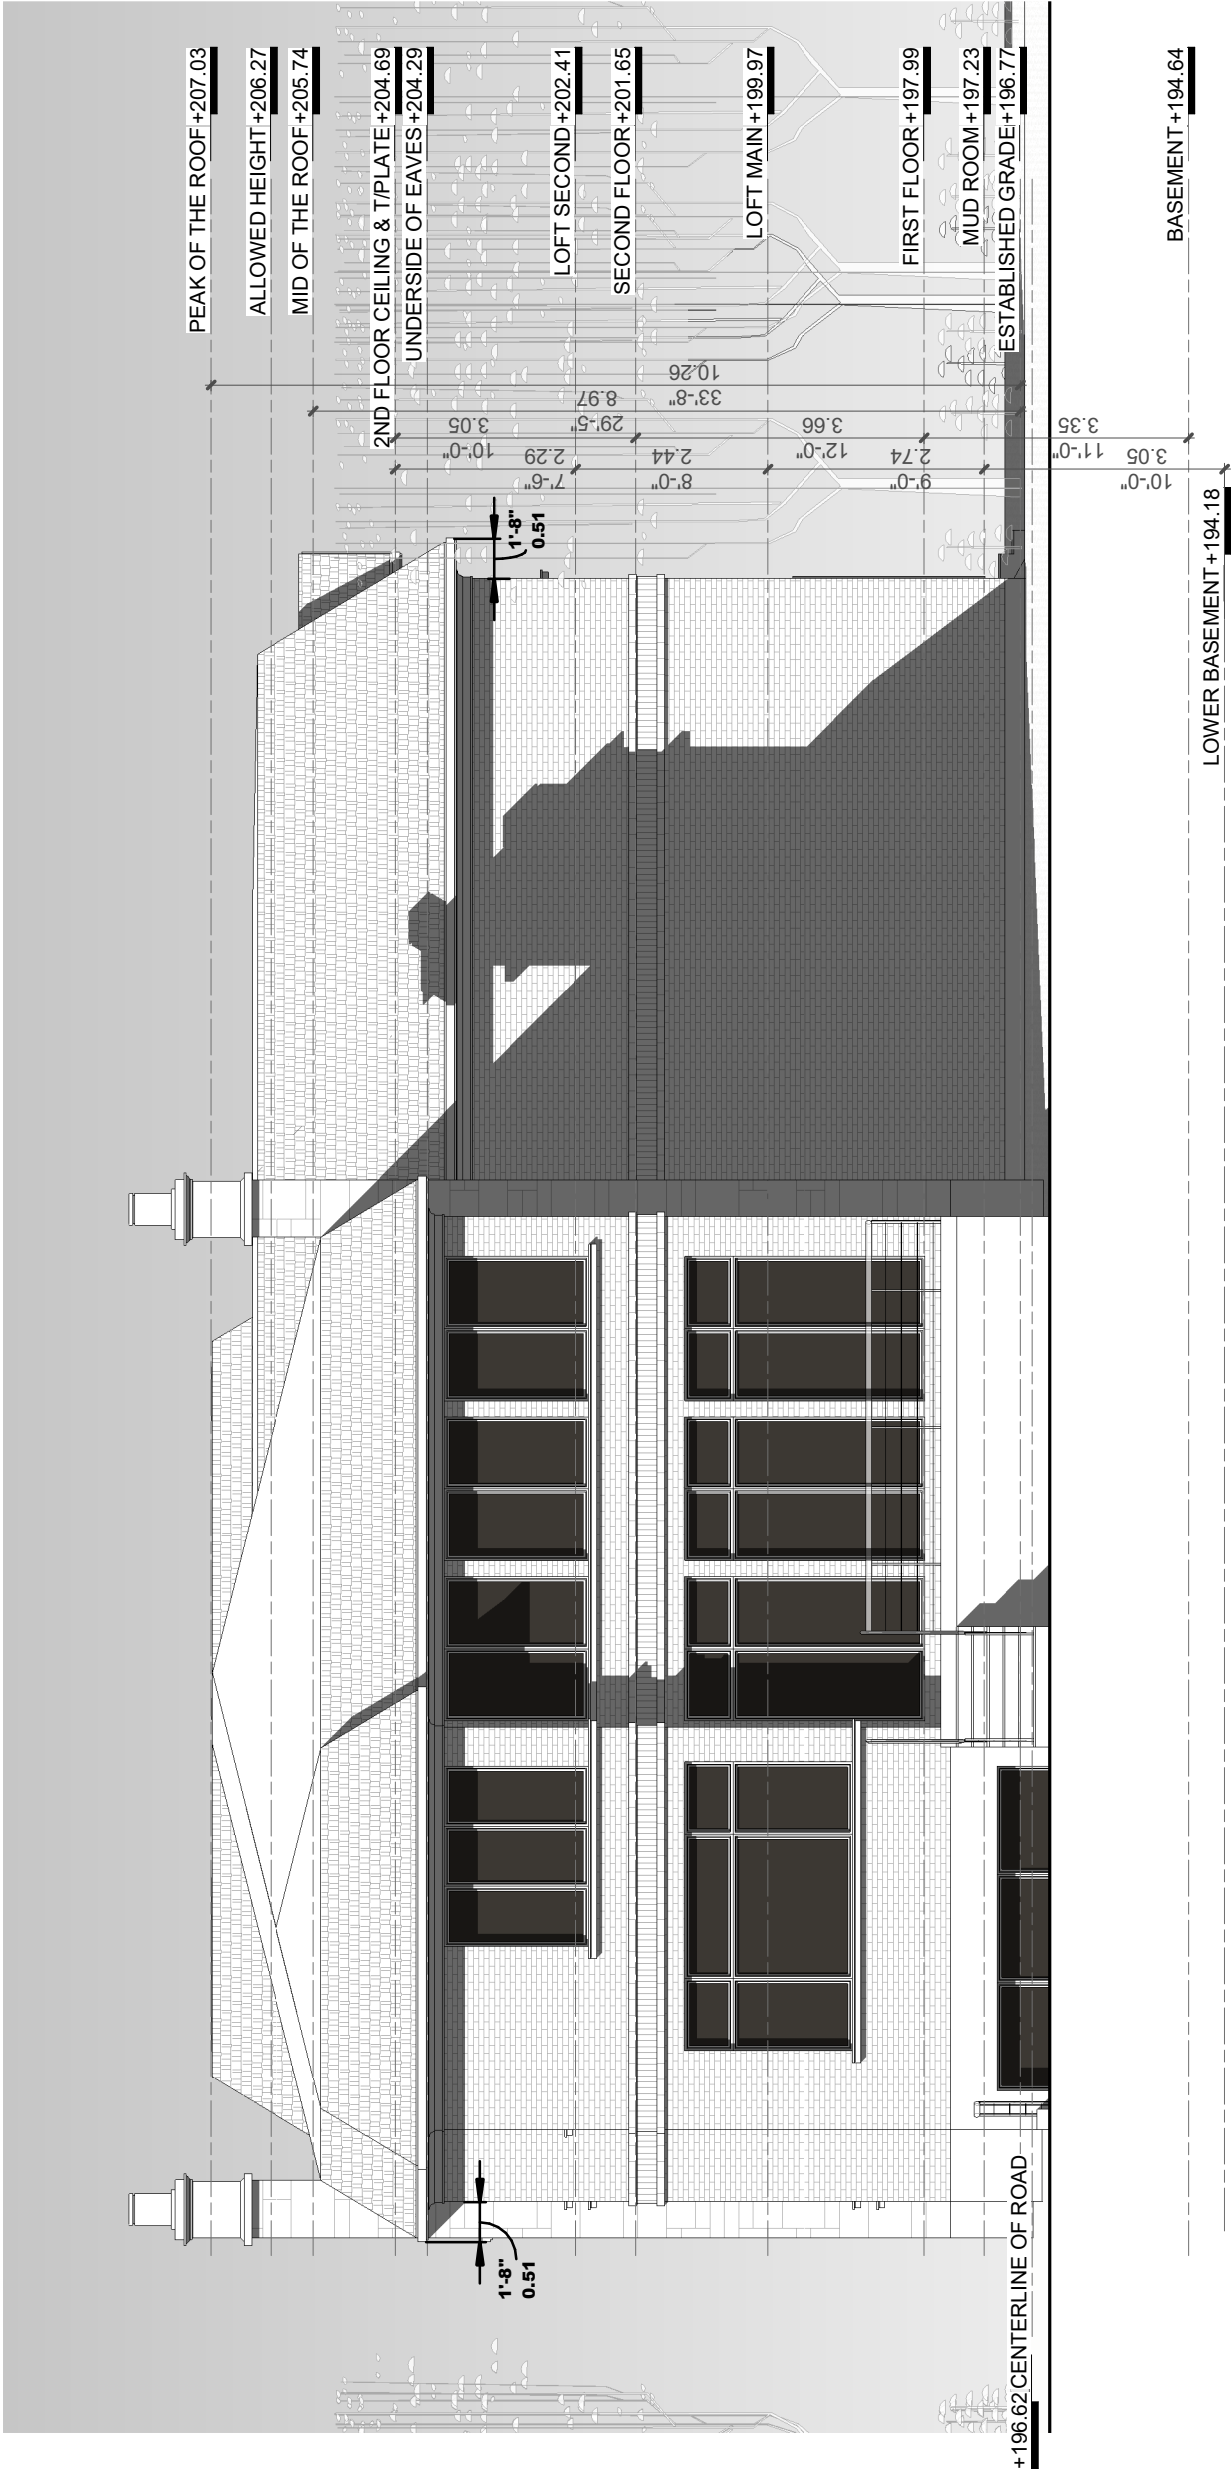 PEAK OF THE ROOF +207.03
ALLOWED HEIGHT +206.27
MID OF THE ROOF +205.74
2ND FLOOR CEILING & T/PLATE +204.69
UNDERSIDE OF EAVES +204.29
LOFT SECOND +202.41
SECOND FLOOR +201.65
LOFT MAIN +199.97
FIRST FLOOR +197.99
MUD ROOM +197.23
ESTABLISHED GRADE +196.77
BASEMENT +194.64
LOWER BASEMENT +194.18
+196.62 CENTERLINE OF ROAD
10.26
33'-8"
8.97
29'-5"
3.05
10'-0"
3.66
12'-0"
3.35
11'-0"
2.29
7'-6"
2.44
8'-0"
2.74
9'-0"
3.05
10'-0"
1'-8"
0.51
1'-8"
0.51